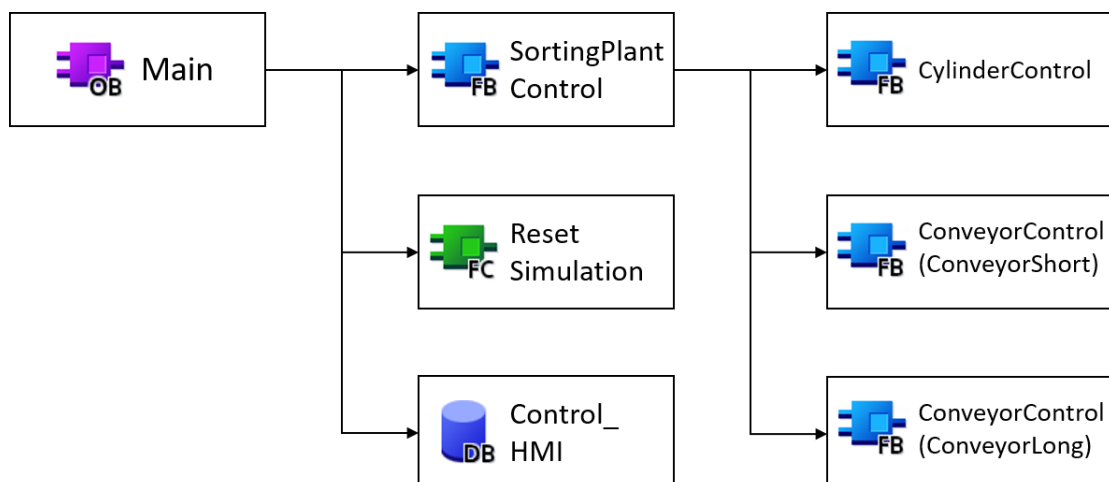 Main
OB
SortingPlant
Control
FB
CylinderControl
FB
Reset
Simulation
FC
ConveyorControl
(ConveyorShort)
FB
Control_
HMI
DB
ConveyorControl
(ConveyorLong)
FB